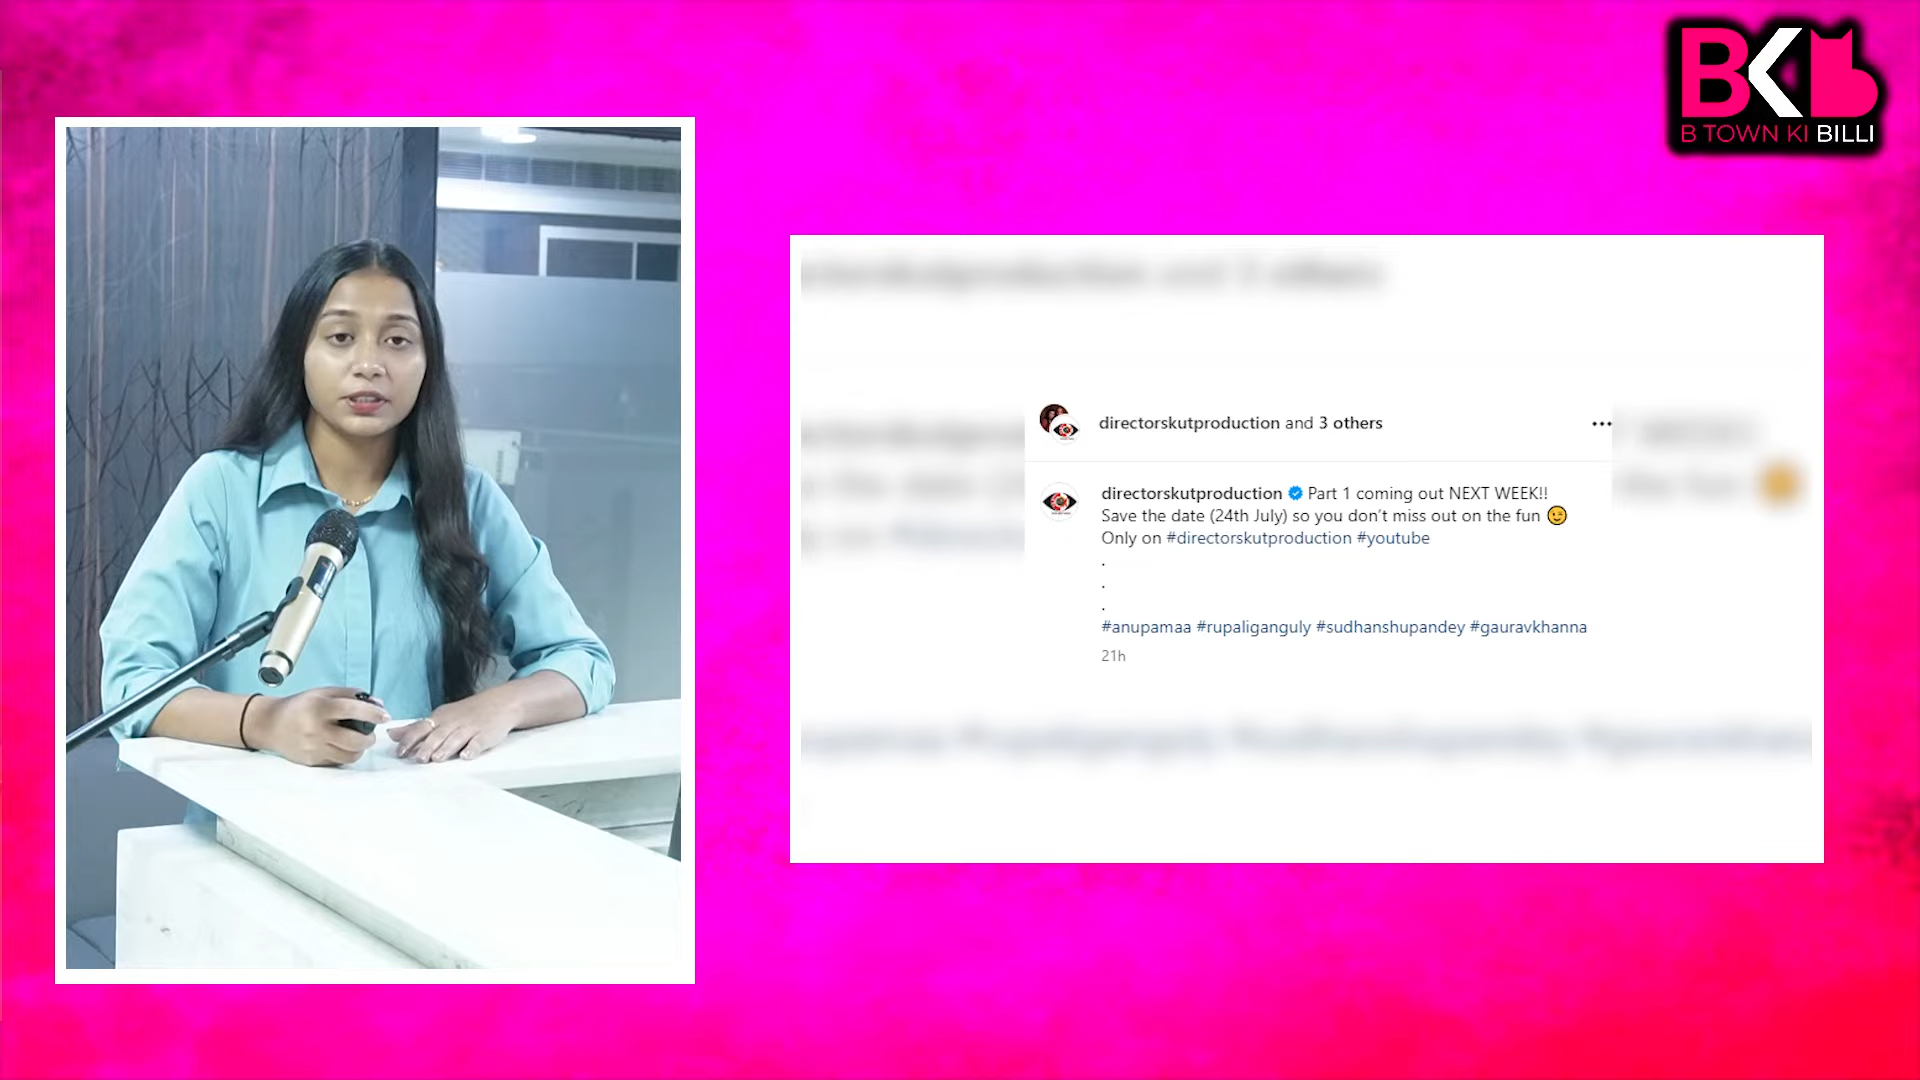 BKB
B TOWN KI BILLI
directorskutproduction and 3 others
directorskutproduction Part 1 coming out NEXT WEEK!!
Save the date (24th July) so you don't miss out on the fun 😉
Only on #directorskutproduction #youtube
.
.
.
#anupamaa #rupaliganguly #sudhanshupandey #gauravkhanna
21h